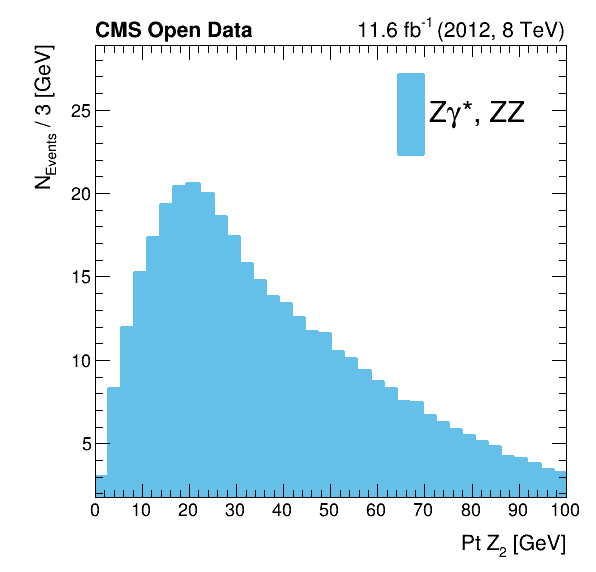 CMS Open Data 11.6 fb⁻¹ (2012, 8 TeV)
N_Events / 3 [GeV]
Zγ*, ZZ
25
20
15
10
5
0 10 20 30 40 50 60 70 80 90 100
Pt Z₂ [GeV]